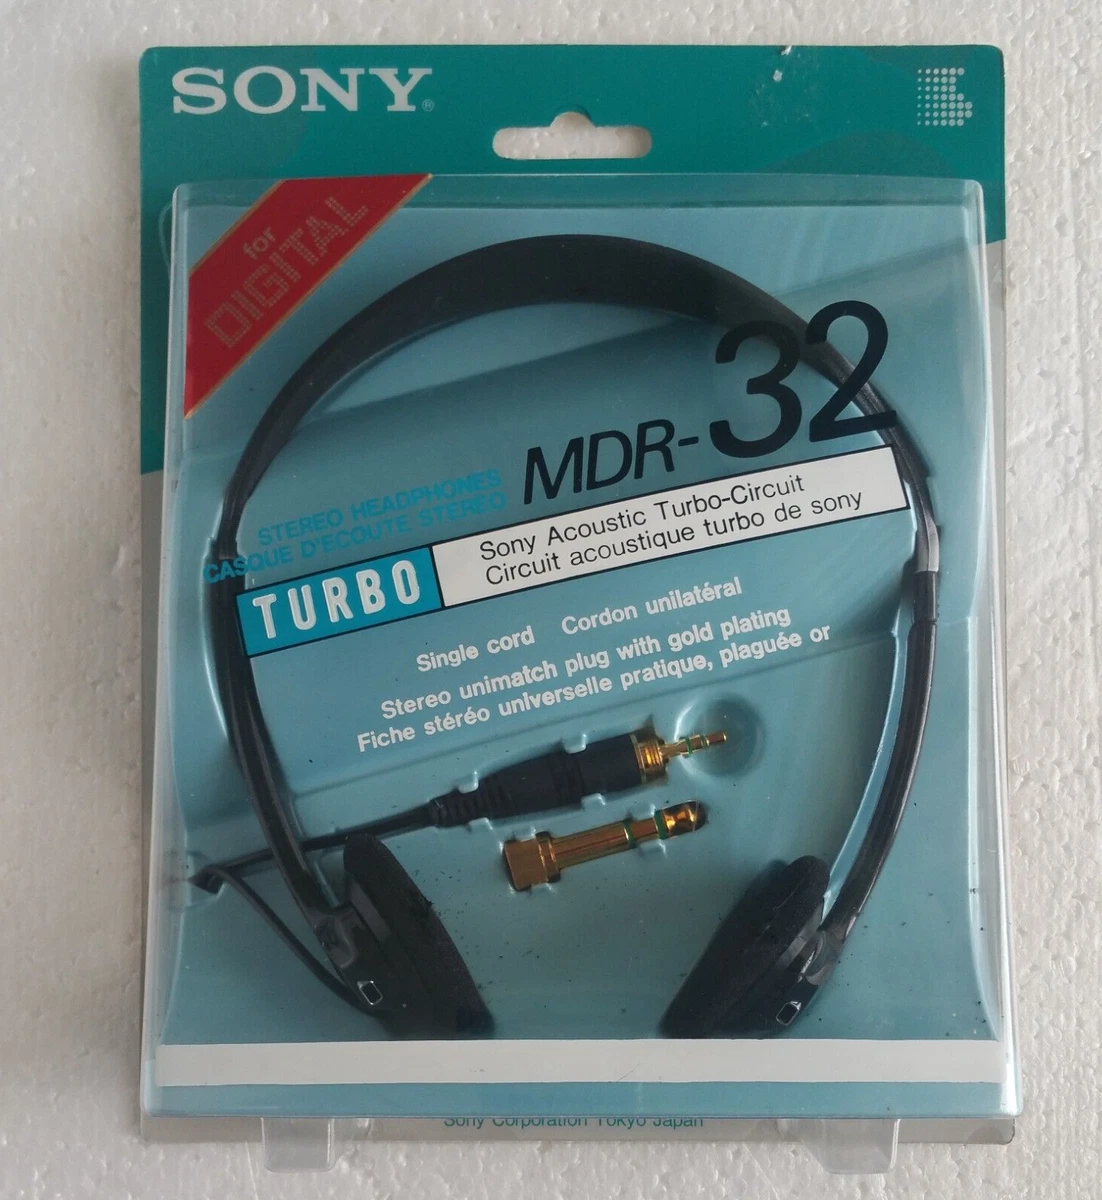 SONY®
for
DIGITAL
MDR-32
STEREO HEADPHONES
CASQUE D'ECOUTE STEREO
TURBO
Sony Acoustic Turbo-Circuit
Circuit acoustique turbo de sony
Single cord Cordon unilatéral
Stereo unimatch plug with gold plating
Fiche stéréo universelle pratique, plaguée or
Sony Corporation Tokyo Japan